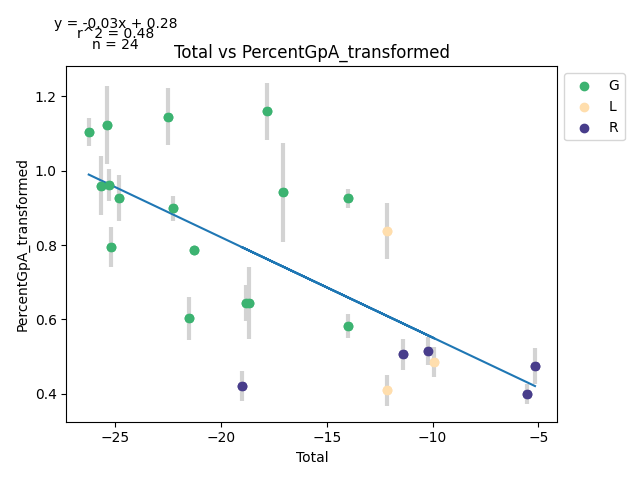 y = -0.03x + 0.28
r^2 = 0.48
n = 24
Total vs PercentGpA_transformed
G
L
R
PercentGpA_transformed
1.2
1.0
0.8
0.6
0.4
−25
−20
−15
−10
−5
Total